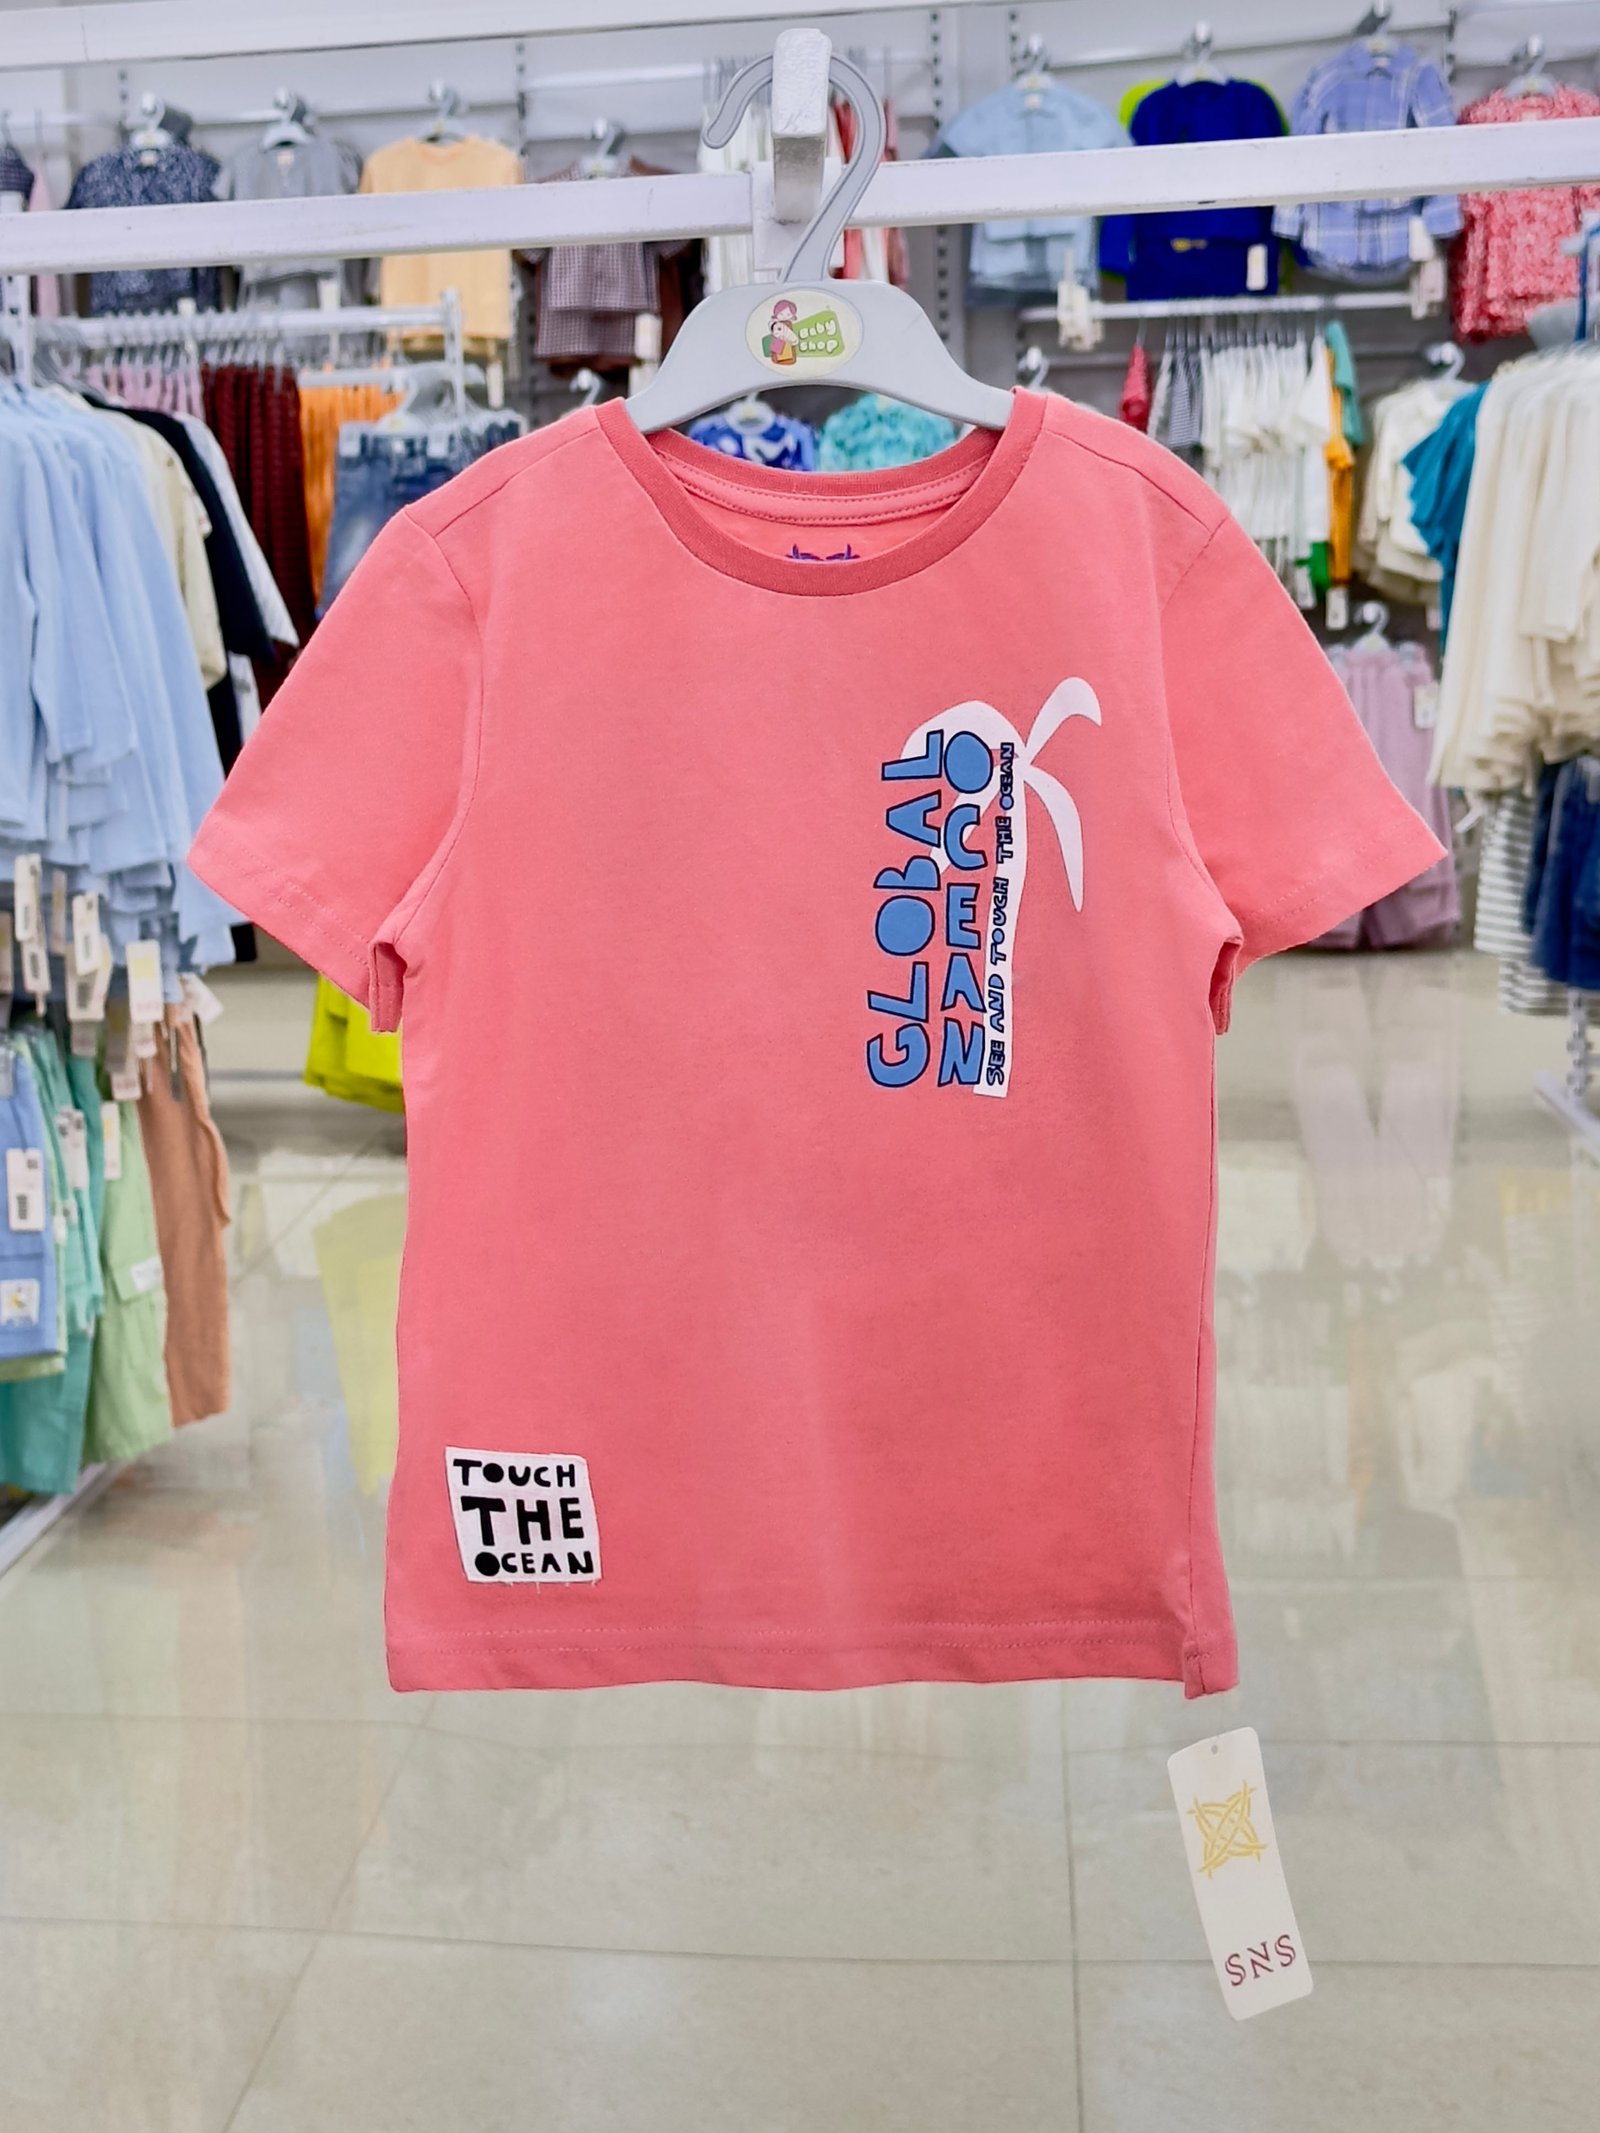 Baby
Shop
GLOBAL
OCEAN
SEE AND TOUCH THE OCEAN
TOUCH
THE
OCEAN
SNS